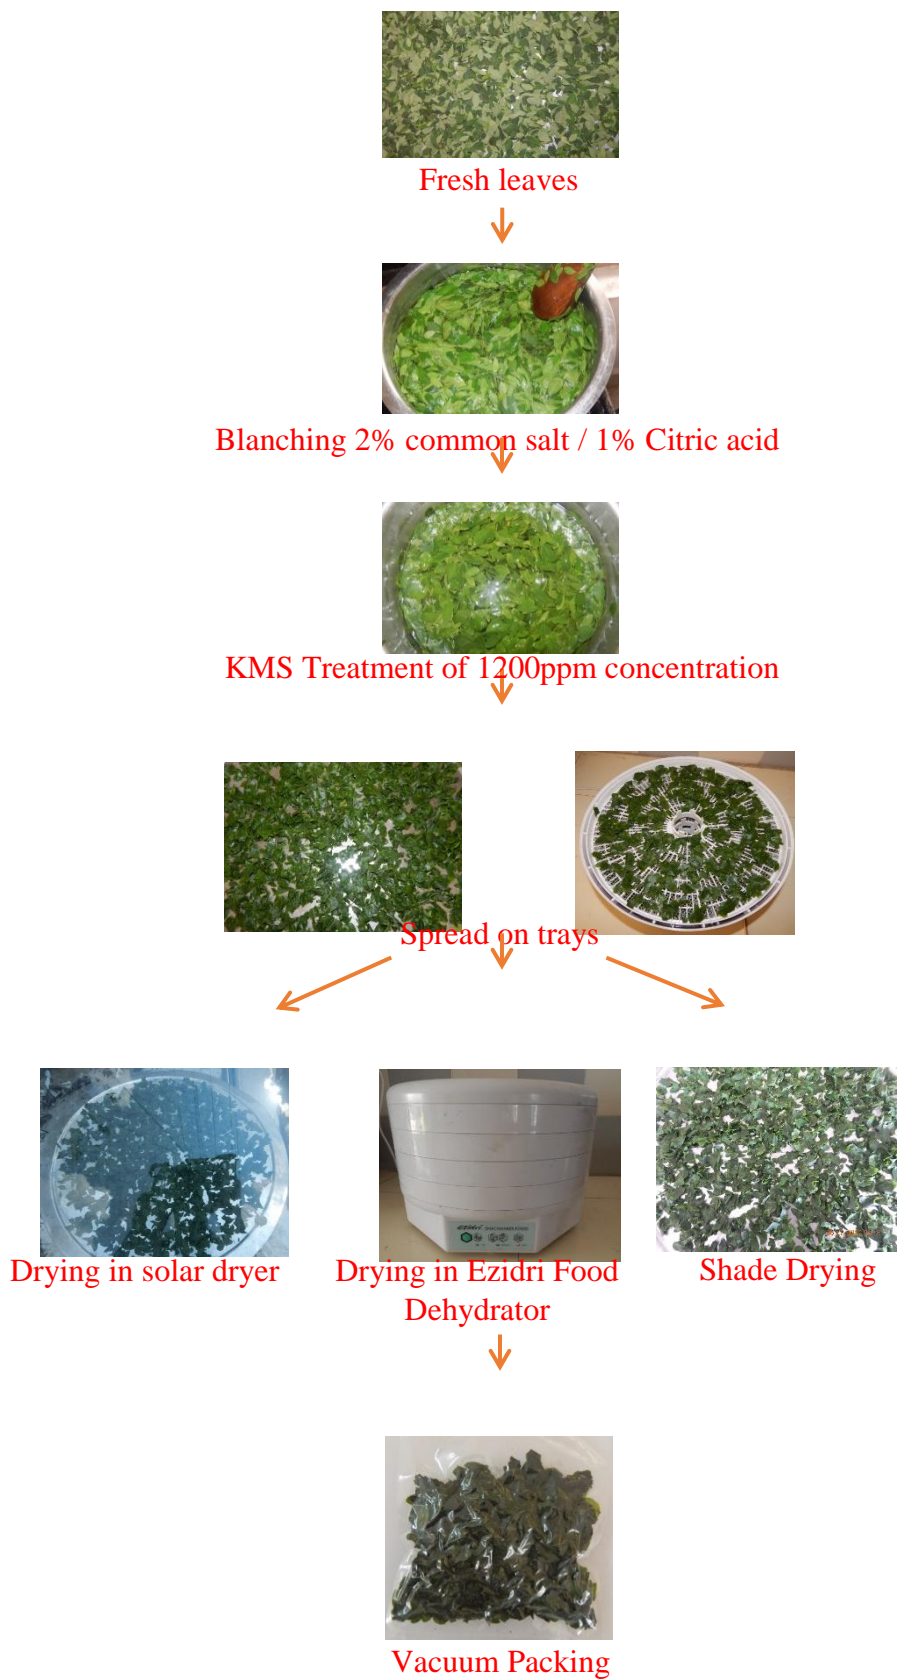 Fresh leaves
Blanching 2% common salt / 1% Citric acid
KMS Treatment of 1200ppm concentration
Spread on trays
Drying in solar dryer
Ezidri
Drying in Ezidri Food
Dehydrator
Shade Drying
Vacuum Packing